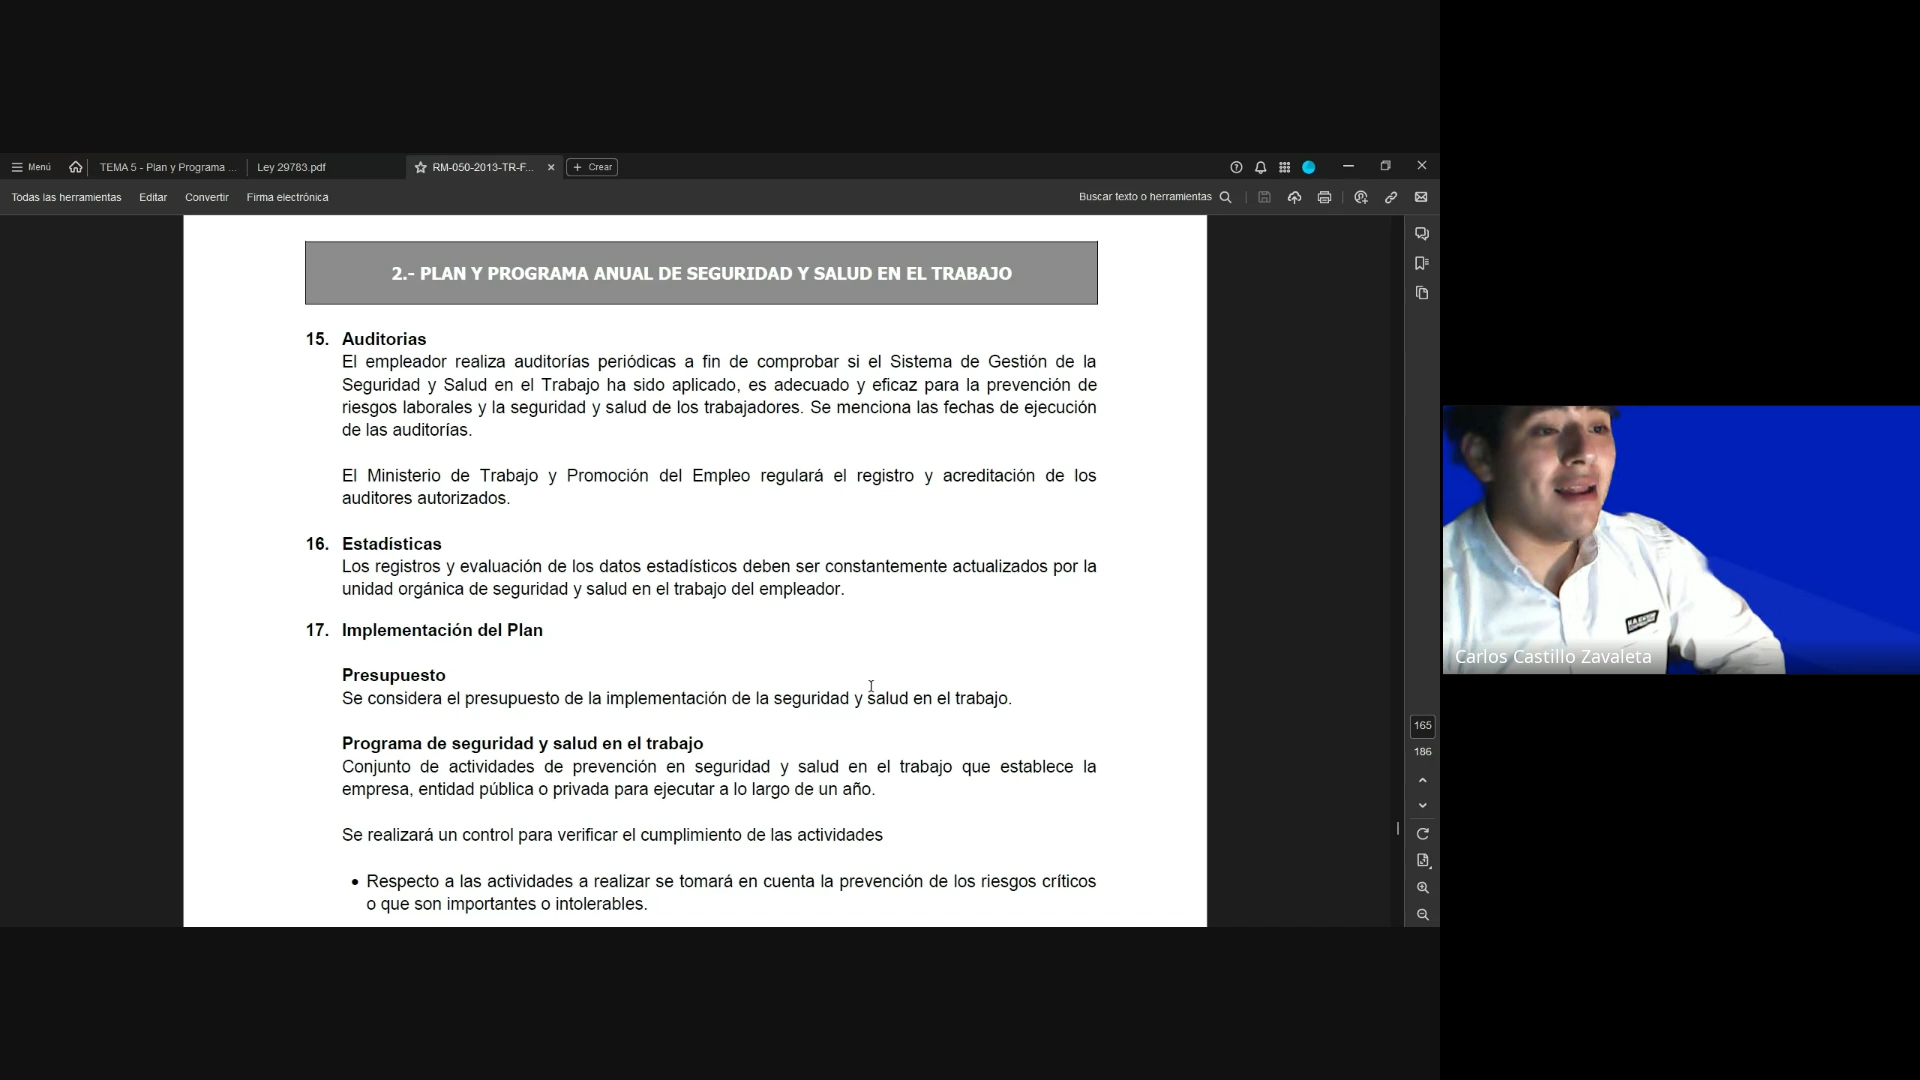 Menú
TEMA 5 - Plan y Programa ...
Ley 29783.pdf
RM-050-2013-TR-F...
Crear
Todas las herramientas
Editar
Convertir
Firma electrónica
Buscar texto o herramientas
2.- PLAN Y PROGRAMA ANUAL DE SEGURIDAD Y SALUD EN EL TRABAJO
15. Auditorias
El empleador realiza auditorías periódicas a fin de comprobar si el Sistema de Gestión de la
Seguridad y Salud en el Trabajo ha sido aplicado, es adecuado y eficaz para la prevención de
riesgos laborales y la seguridad y salud de los trabajadores. Se menciona las fechas de ejecución
de las auditorías.
El Ministerio de Trabajo y Promoción del Empleo regulará el registro y acreditación de los
auditores autorizados.
16. Estadísticas
Los registros y evaluación de los datos estadísticos deben ser constantemente actualizados por la
unidad orgánica de seguridad y salud en el trabajo del empleador.
17. Implementación del Plan
Presupuesto
Se considera el presupuesto de la implementación de la seguridad y salud en el trabajo.
Programa de seguridad y salud en el trabajo
Conjunto de actividades de prevención en seguridad y salud en el trabajo que establece la
empresa, entidad pública o privada para ejecutar a lo largo de un año.
Se realizará un control para verificar el cumplimiento de las actividades
• Respecto a las actividades a realizar se tomará en cuenta la prevención de los riesgos críticos
o que son importantes o intolerables.
165
186
Carlos Castillo Zavaleta